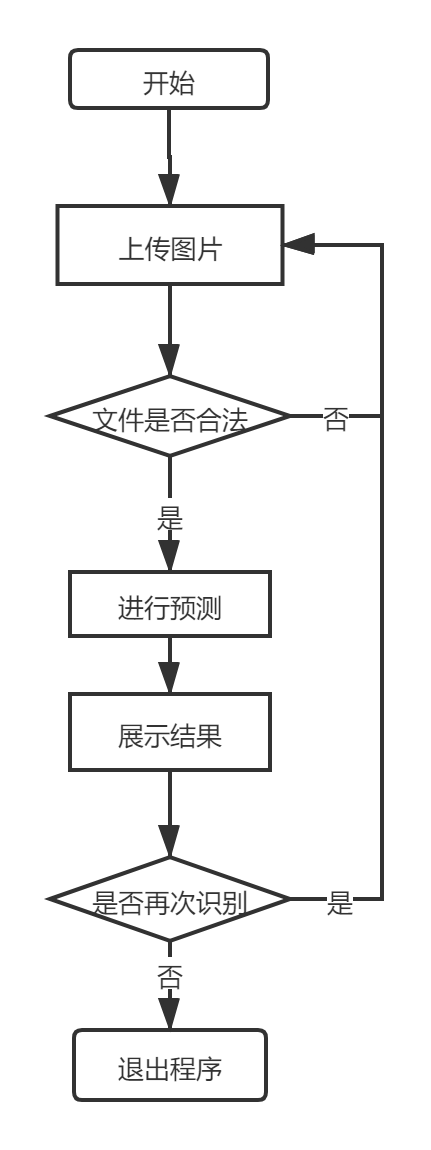 开始
上传图片
文件是否合法
否
是
进行预测
展示结果
是否再次识别
是
否
退出程序